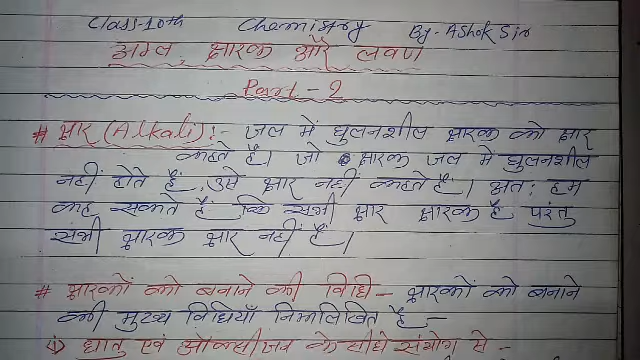 Class-10th Chemistry By- Ashok Sir
अम्ल, क्षारक और लवण
Part - 2
# क्षार (Alkali):- जल में घुलनशील क्षारक को क्षार
कहते है। जो क्षारक जल में घुलनशील
नहीं होते है, उसे क्षार नहीं कहते है। अत: हम
कह सकते है कि सभी क्षार क्षारक है परंतु
सभी क्षारक क्षार नहीं है।
# क्षारकों को बनाने की विधि - क्षारकों को बनाने
की मुख्य विधियाँ निम्नलिखित है -
i) धातु एवं ऑक्सीजन के सीधे संयोग से -